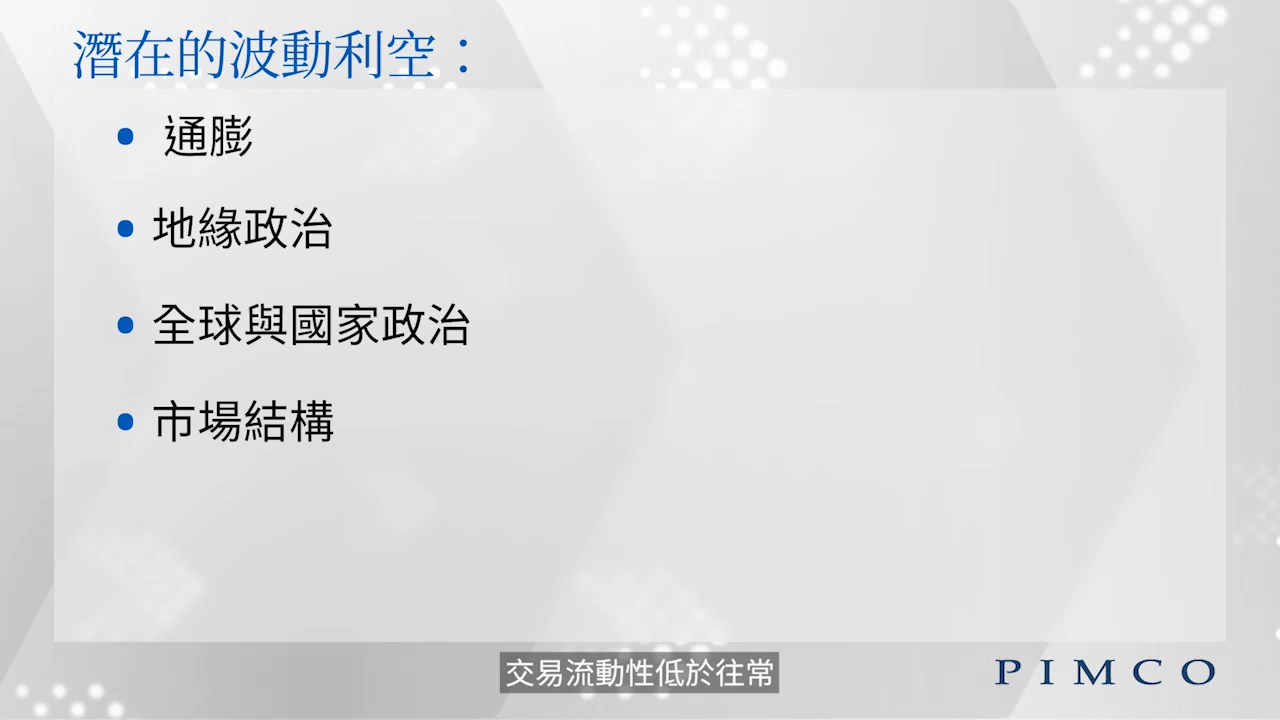 潛在的波動利空：
• 通膨
• 地緣政治
• 全球與國家政治
• 市場結構
交易流動性低於往常
PIMCO